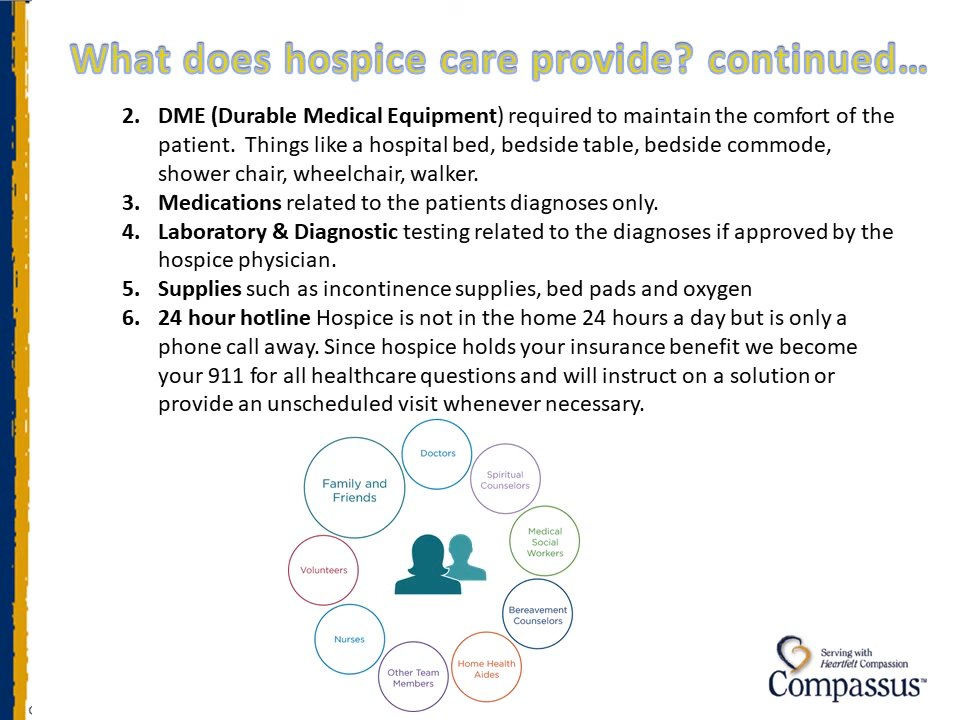 What does hospice care provide? continued…
2. DME (Durable Medical Equipment) required to maintain the comfort of the
patient. Things like a hospital bed, bedside table, bedside commode,
shower chair, wheelchair, walker.
3. Medications related to the patients diagnoses only.
4. Laboratory & Diagnostic testing related to the diagnoses if approved by the
hospice physician.
5. Supplies such as incontinence supplies, bed pads and oxygen
6. 24 hour hotline Hospice is not in the home 24 hours a day but is only a
phone call away. Since hospice holds your insurance benefit we become
your 911 for all healthcare questions and will instruct on a solution or
provide an unscheduled visit whenever necessary.
Doctors
Spiritual
Counselors
Family and
Friends
Medical
Social
Workers
Volunteers
Bereavement
Counselors
Nurses
Home Health
Aides
Other Team
Members
Serving with
Heartfelt Compassion
Compassus™